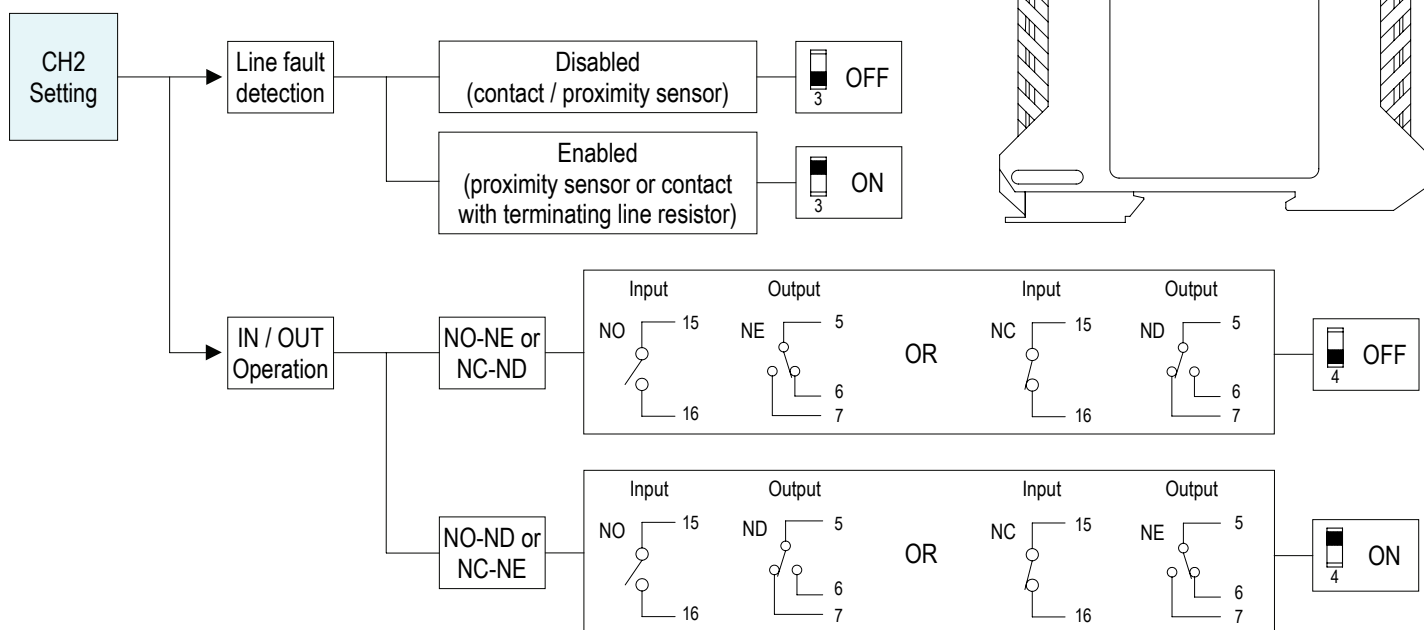 CH2
Setting
Line fault
detection
Disabled
(contact / proximity sensor)
3
OFF
Enabled
(proximity sensor or contact
with terminating line resistor)
3
ON
IN / OUT
Operation
NO-NE or
NC-ND
Input
Output
NO
15
16
NE
5
6
7
OR
Input
Output
NC
15
16
ND
5
6
7
4
OFF
NO-ND or
NC-NE
Input
Output
NO
15
16
ND
5
6
7
OR
Input
Output
NC
15
16
NE
5
6
7
4
ON